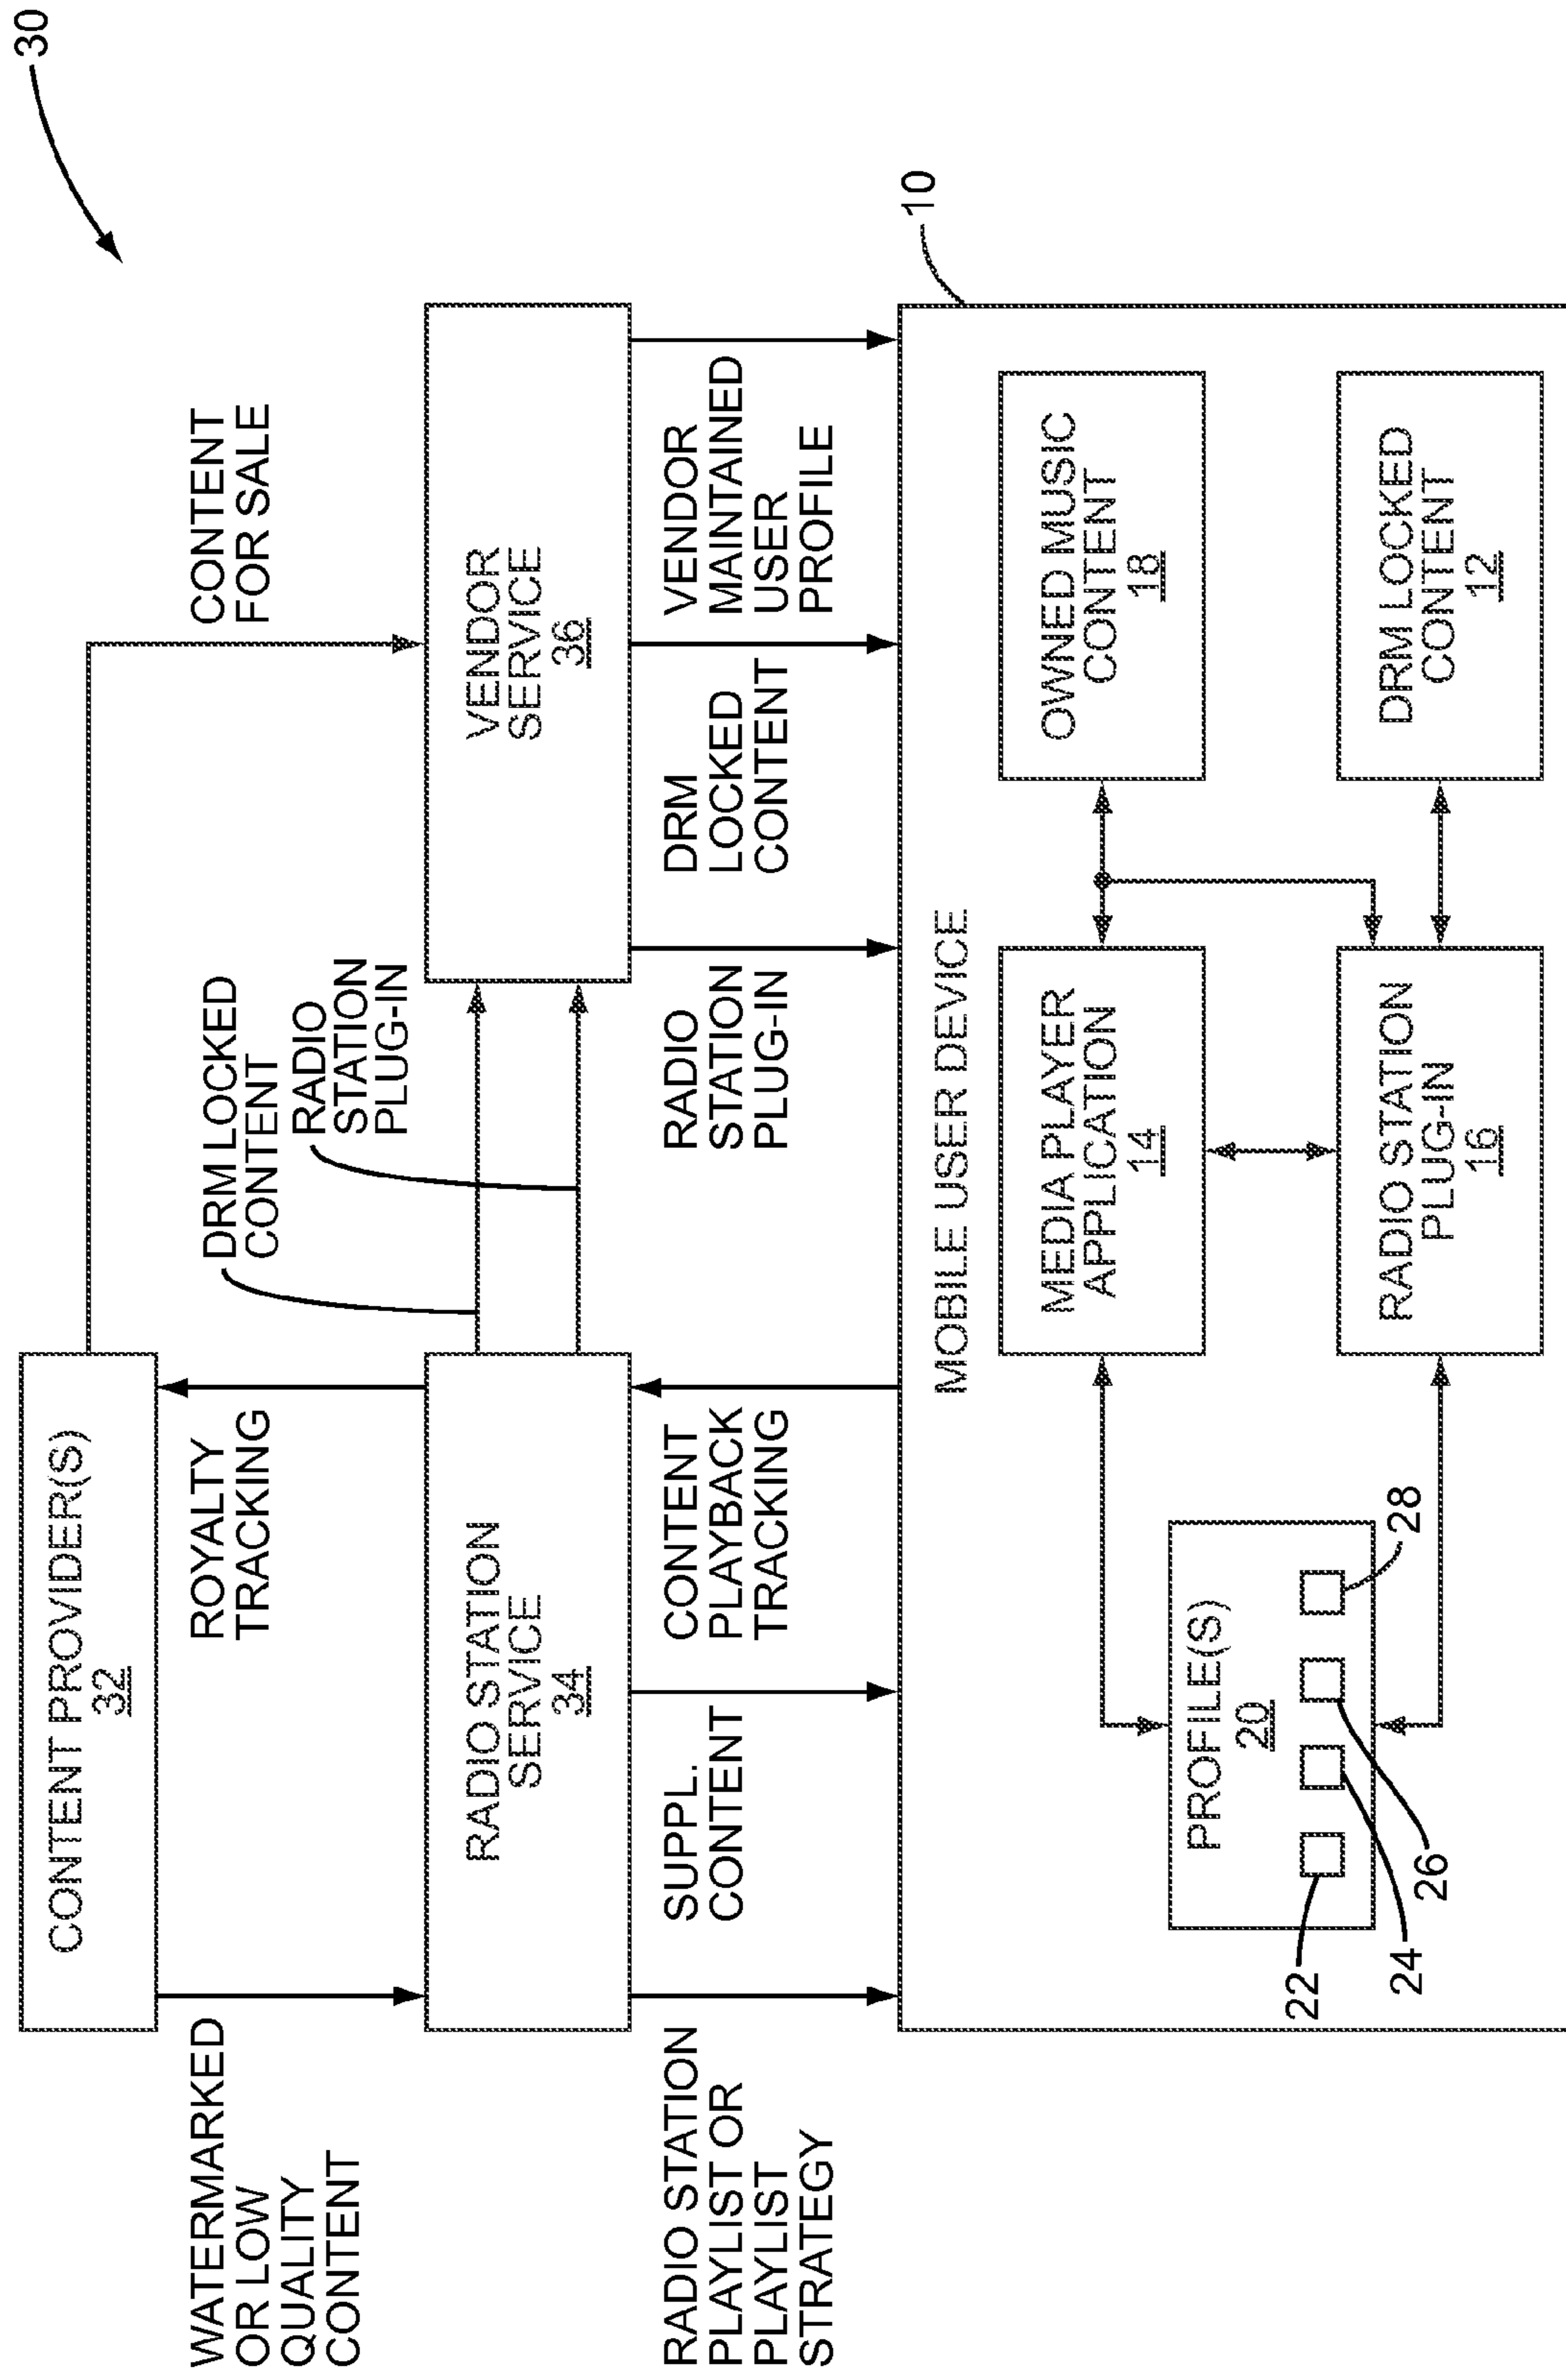 30
CONTENT PROVIDER(S)
32
WATERMARKED
OR LOW
QUALITY
CONTENT
ROYALTY
TRACKING
CONTENT
FOR SALE
DRM LOCKED
CONTENT
RADIO
STATION
PLUG-IN
RADIO STATION
SERVICE
34
VENDOR
SERVICE
36
RADIO STATION
PLAYLIST OR
PLAYLIST
STRATEGY
SUPPL.
CONTENT
CONTENT
PLAYBACK
TRACKING
RADIO
STATION
PLUG-IN
DRM
LOCKED
CONTENT
VENDOR
MAINTAINED
USER
PROFILE
10
MOBILE USER DEVICE
MEDIA PLAYER
APPLICATION
14
OWNED MUSIC
CONTENT
18
PROFILE(S)
20
22
24
26
28
RADIO STATION
PLUG-IN
16
DRM LOCKED
CONTENT
12